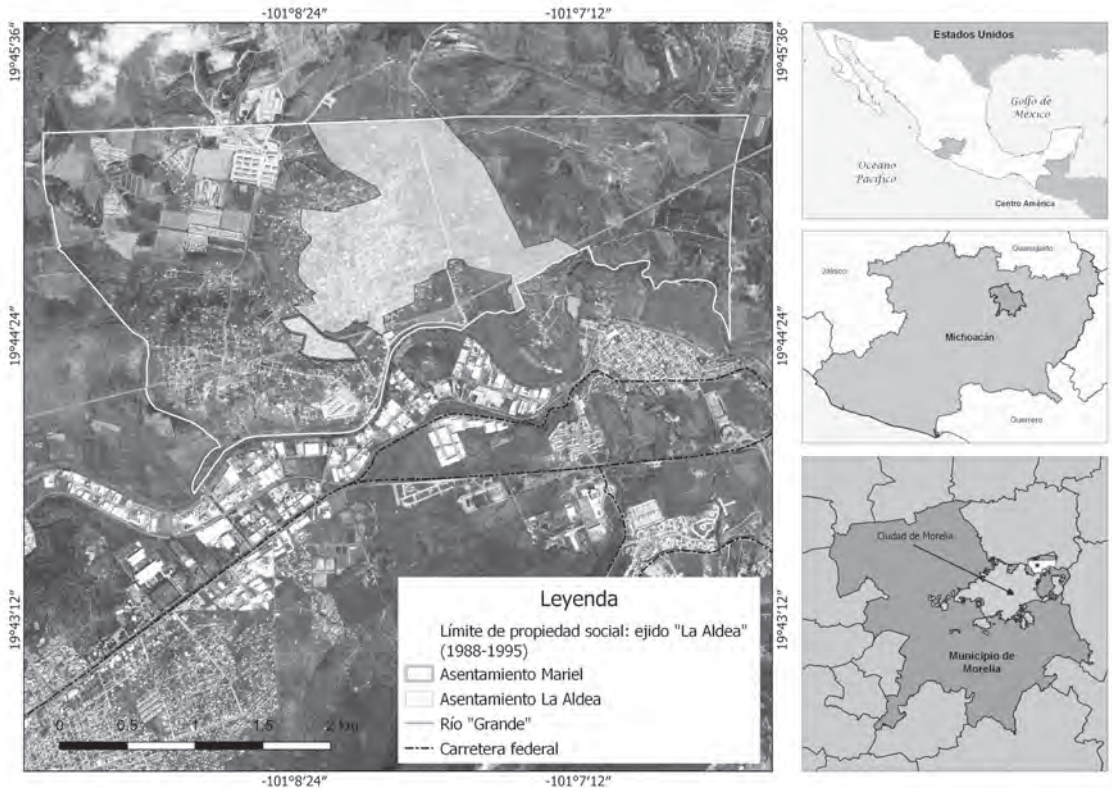 -101°8'24"
-101°7'12"
19°45'36"
19°45'36"
19°44'24"
19°44'24"
19°43'12"
19°43'12"
Leyenda
Límite de propiedad social: ejido "La Aldea"
(1988-1995)
Asentamiento Mariel
Asentamiento La Aldea
Río "Grande"
Carretera federal
0 0.5 1 1.5 2 km
-101°8'24"
-101°7'12"
Estados Unidos
Golfo de
México
Océano
Pacífico
Centro América
Guanajuato
Jalisco
Michoacán
Guerrero
Ciudad de Morelia
Municipio de
Morelia